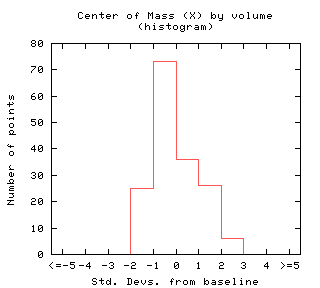 Center of Mass (X) by volume
(histogram)
80
70
60
50
40
30
20
10
0
Number of points
<=-5 -4 -3 -2 -1 0 1 2 3 4 >=5
Std. Devs. from baseline